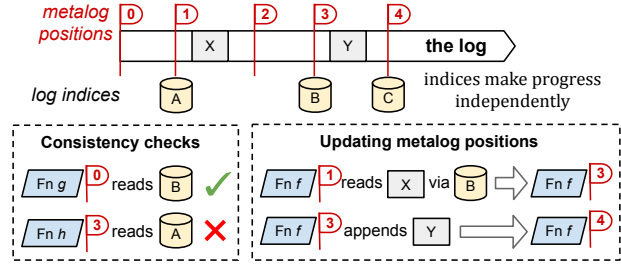 metalog positions
0 1 2 3 4
X Y the log
log indices A B C
indices make progress independently
Consistency checks
Fn g 0 reads B
Fn h 3 reads A
Updating metalog positions
Fn f 1 reads X via B Fn f 3
Fn f 3 appends Y Fn f 4